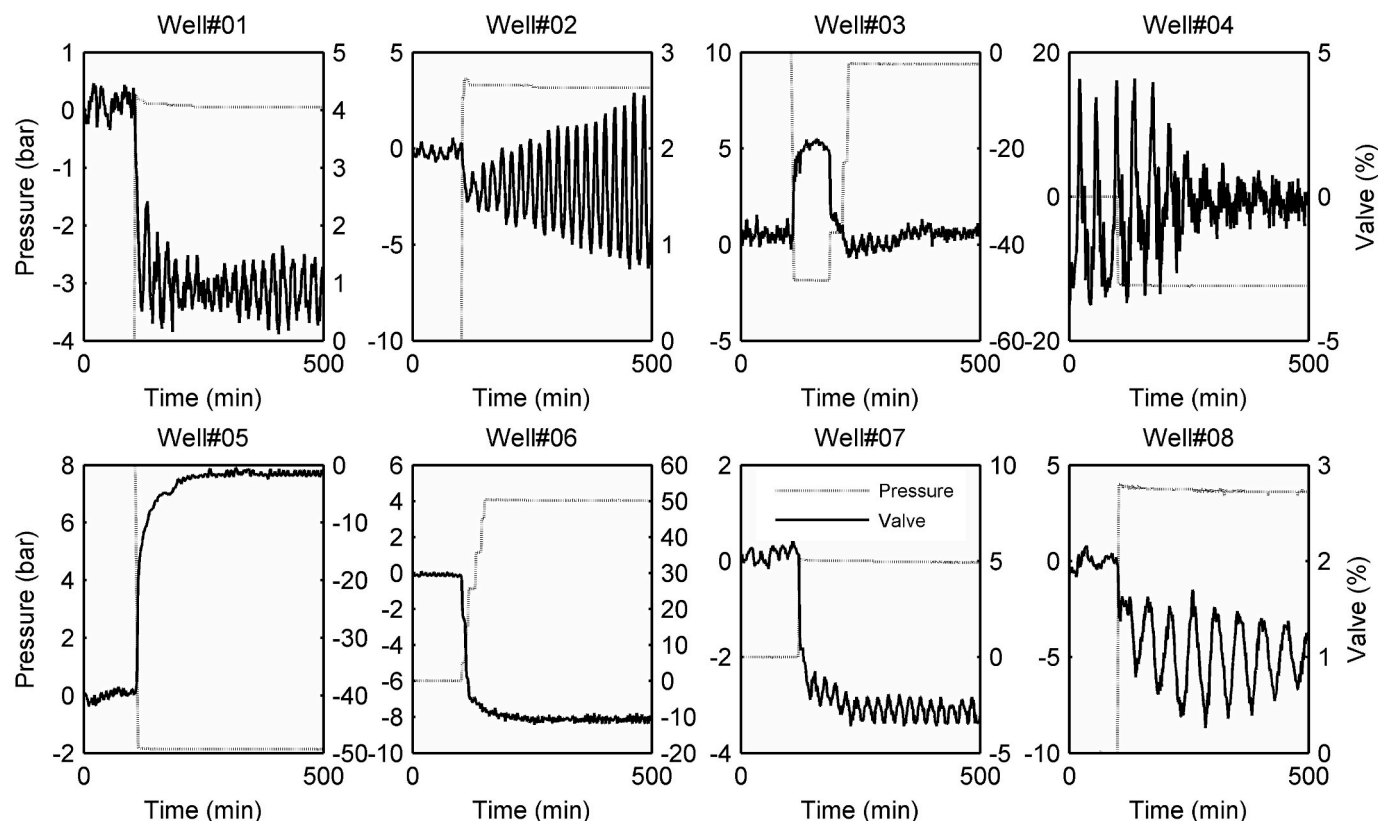 Well#01 Well#02 Well#03 Well#04
1 5 5 3 10 0 20 5
0 4 -20
-1 0 2 5 10
3 Valve (%)
Pressure (bar) -2 0 0
2 -5 1 0 -40 -10
-3 1
-4 0 -10 0 -5 -60 -20 -5
0 500 0 500 0 500 0 500
Time (min) Time (min) Time (min) Time (min)
Well#05 Well#06 Well#07 Well#08
8 0 6 60 2 10 5 3
4 50 Pressure
6 -10 2 40 Valve
0 30 0 5 0 2
Pressure (bar) 4 -20 -2 Valve (%)
-30 -4 20
2 -6 10 -2 0 -5 1
0 -40 -8 0
-10
-2 -50 -10 -20 -4 -5 -10 0
0 500 0 500 0 500 0 500
Time (min) Time (min) Time (min) Time (min)